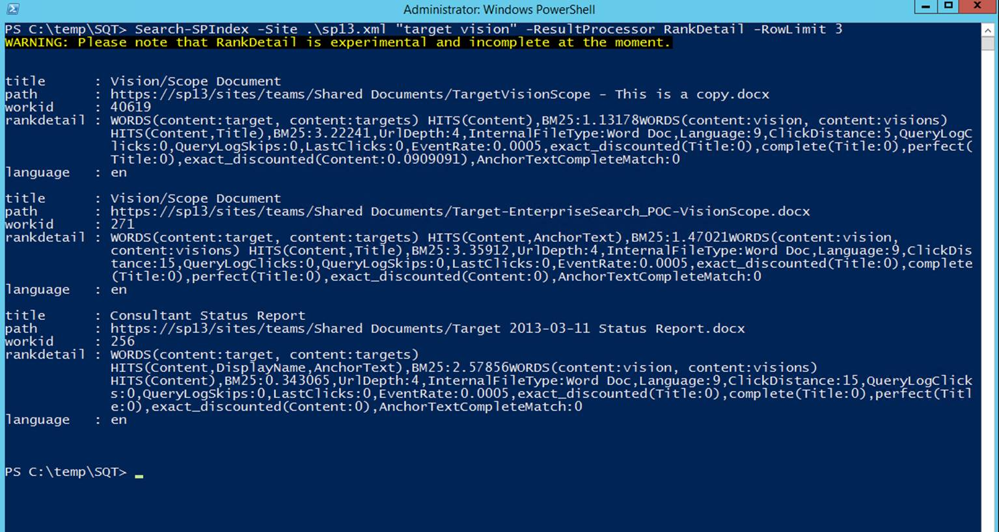 Administrator: Windows PowerShell
PS C:\temp\SQT> Search-SPIndex -Site .\sp13.xml "target vision" -ResultProcessor RankDetail -RowLimit 3
WARNING: Please note that RankDetail is experimental and incomplete at the moment.
title : Vision/Scope Document
path : https://sp13/sites/teams/Shared Documents/TargetVisionScope - This is a copy.docx
workid : 40619
rankdetail : WORDS(content:target, content:targets) HITS(Content),BM25:1.13178WORDS(content:vision, content:visions)
HITS(Content,Title),BM25:3.22241,UrlDepth:4,InternalFileType:Word Doc,Language:9,ClickDistance:5,QueryLogC
licks:0,QueryLogSkips:0,LastClicks:0,EventRate:0.0005,exact_discounted(Title:0),complete(Title:0),perfect(
Title:0),exact_discounted(Content:0.0909091),AnchorTextCompleteMatch:0
language : en
title : Vision/Scope Document
path : https://sp13/sites/teams/Shared Documents/Target-EnterpriseSearch_POC-VisionScope.docx
workid : 271
rankdetail : WORDS(content:target, content:targets) HITS(Content,AnchorText),BM25:1.47021WORDS(content:vision,
content:visions) HITS(Content,Title),BM25:3.35912,UrlDepth:4,InternalFileType:Word Doc,Language:9,ClickDis
tance:15,QueryLogClicks:0,QueryLogSkips:0,LastClicks:0,EventRate:0.0005,exact_discounted(Title:0),complete
(Title:0),perfect(Title:0),exact_discounted(Content:0),AnchorTextCompleteMatch:0
language : en
title : Consultant Status Report
path : https://sp13/sites/teams/Shared Documents/Target 2013-03-11 Status Report.docx
workid : 256
rankdetail : WORDS(content:target, content:targets)
HITS(Content,DisplayName,AnchorText),BM25:2.57856WORDS(content:vision, content:visions)
HITS(Content),BM25:0.343065,UrlDepth:4,InternalFileType:Word Doc,Language:9,ClickDistance:15,QueryLogClick
s:0,QueryLogSkips:0,LastClicks:0,EventRate:0.0005,exact_discounted(Title:0),complete(Title:0),perfect(Titl
e:0),exact_discounted(Content:0),AnchorTextCompleteMatch:0
language : en
PS C:\temp\SQT> _